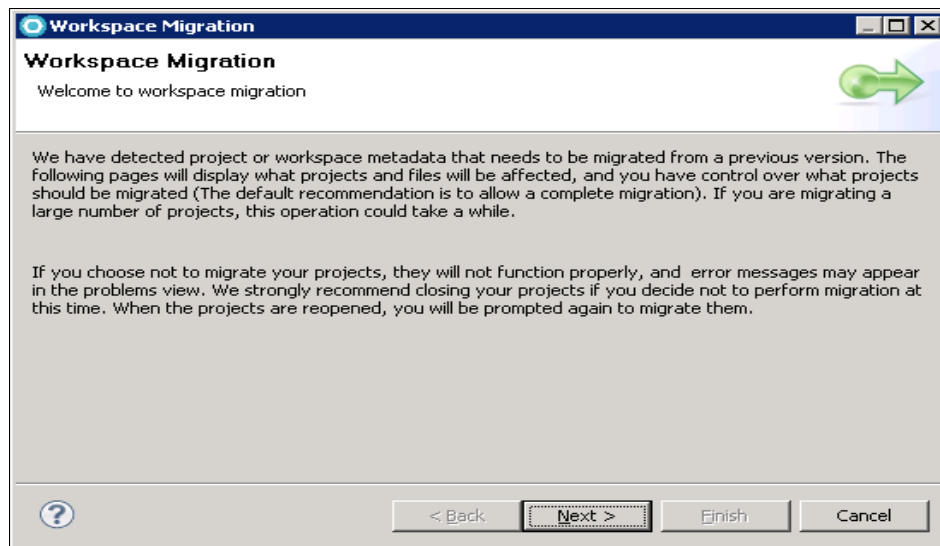 Workspace Migration
Workspace Migration
Welcome to workspace migration
We have detected project or workspace metadata that needs to be migrated from a previous version. The
following pages will display what projects and files will be affected, and you have control over what projects
should be migrated (The default recommendation is to allow a complete migration). If you are migrating a
large number of projects, this operation could take a while.
If you choose not to migrate your projects, they will not function properly, and error messages may appear
in the problems view. We strongly recommend closing your projects if you decide not to perform migration at
this time. When the projects are reopened, you will be prompted again to migrate them.
? < Back Next > Finish Cancel